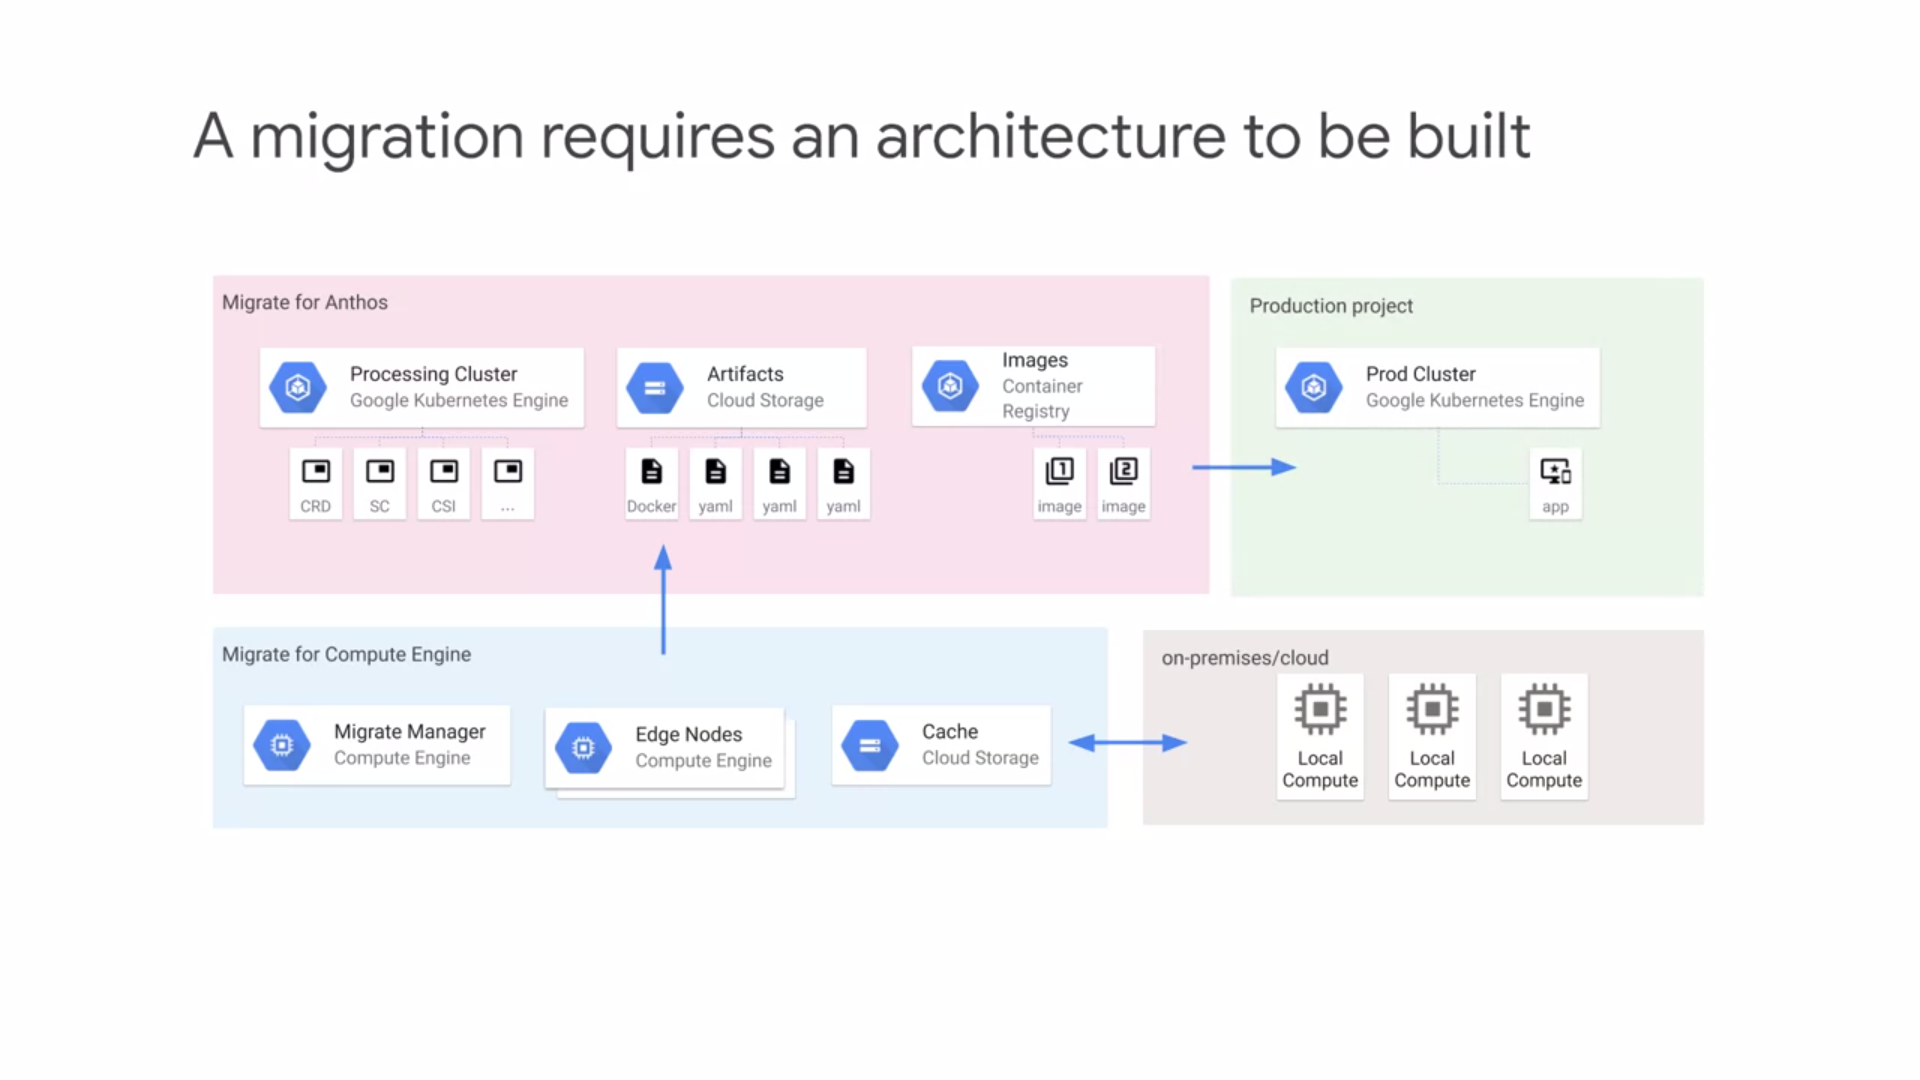 A migration requires an architecture to be built
Migrate for Anthos
Processing Cluster
Google Kubernetes Engine
CRD
SC
CSI
...
Artifacts
Cloud Storage
Docker
yaml
yaml
yaml
Images
Container
Registry
1
image
2
image
Production project
Prod Cluster
Google Kubernetes Engine
app
Migrate for Compute Engine
Migrate Manager
Compute Engine
Edge Nodes
Compute Engine
Cache
Cloud Storage
on-premises/cloud
Local
Compute
Local
Compute
Local
Compute